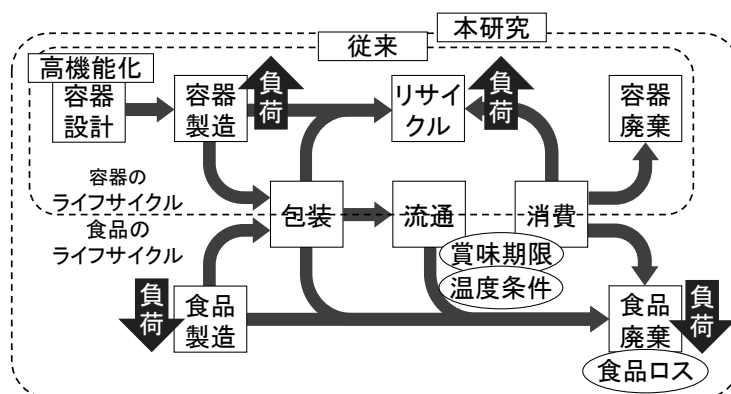 本研究
従来
高機能化
容器
設計
容器
製造
負荷
リサイ
クル
負荷
容器
廃棄
容器の
ライフサイクル
食品の
ライフサイクル
包装
流通
消費
賞味期限
温度条件
負荷
食品
製造
食品
廃棄
負荷
食品ロス